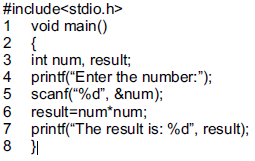 #include<stdio.h>
1 void main()
2 {
3 int num, result;
4 printf(“Enter the number:”);
5 scanf(“%d”, &num);
6 result=num*num;
7 printf(“The result is: %d”, result);
8 }